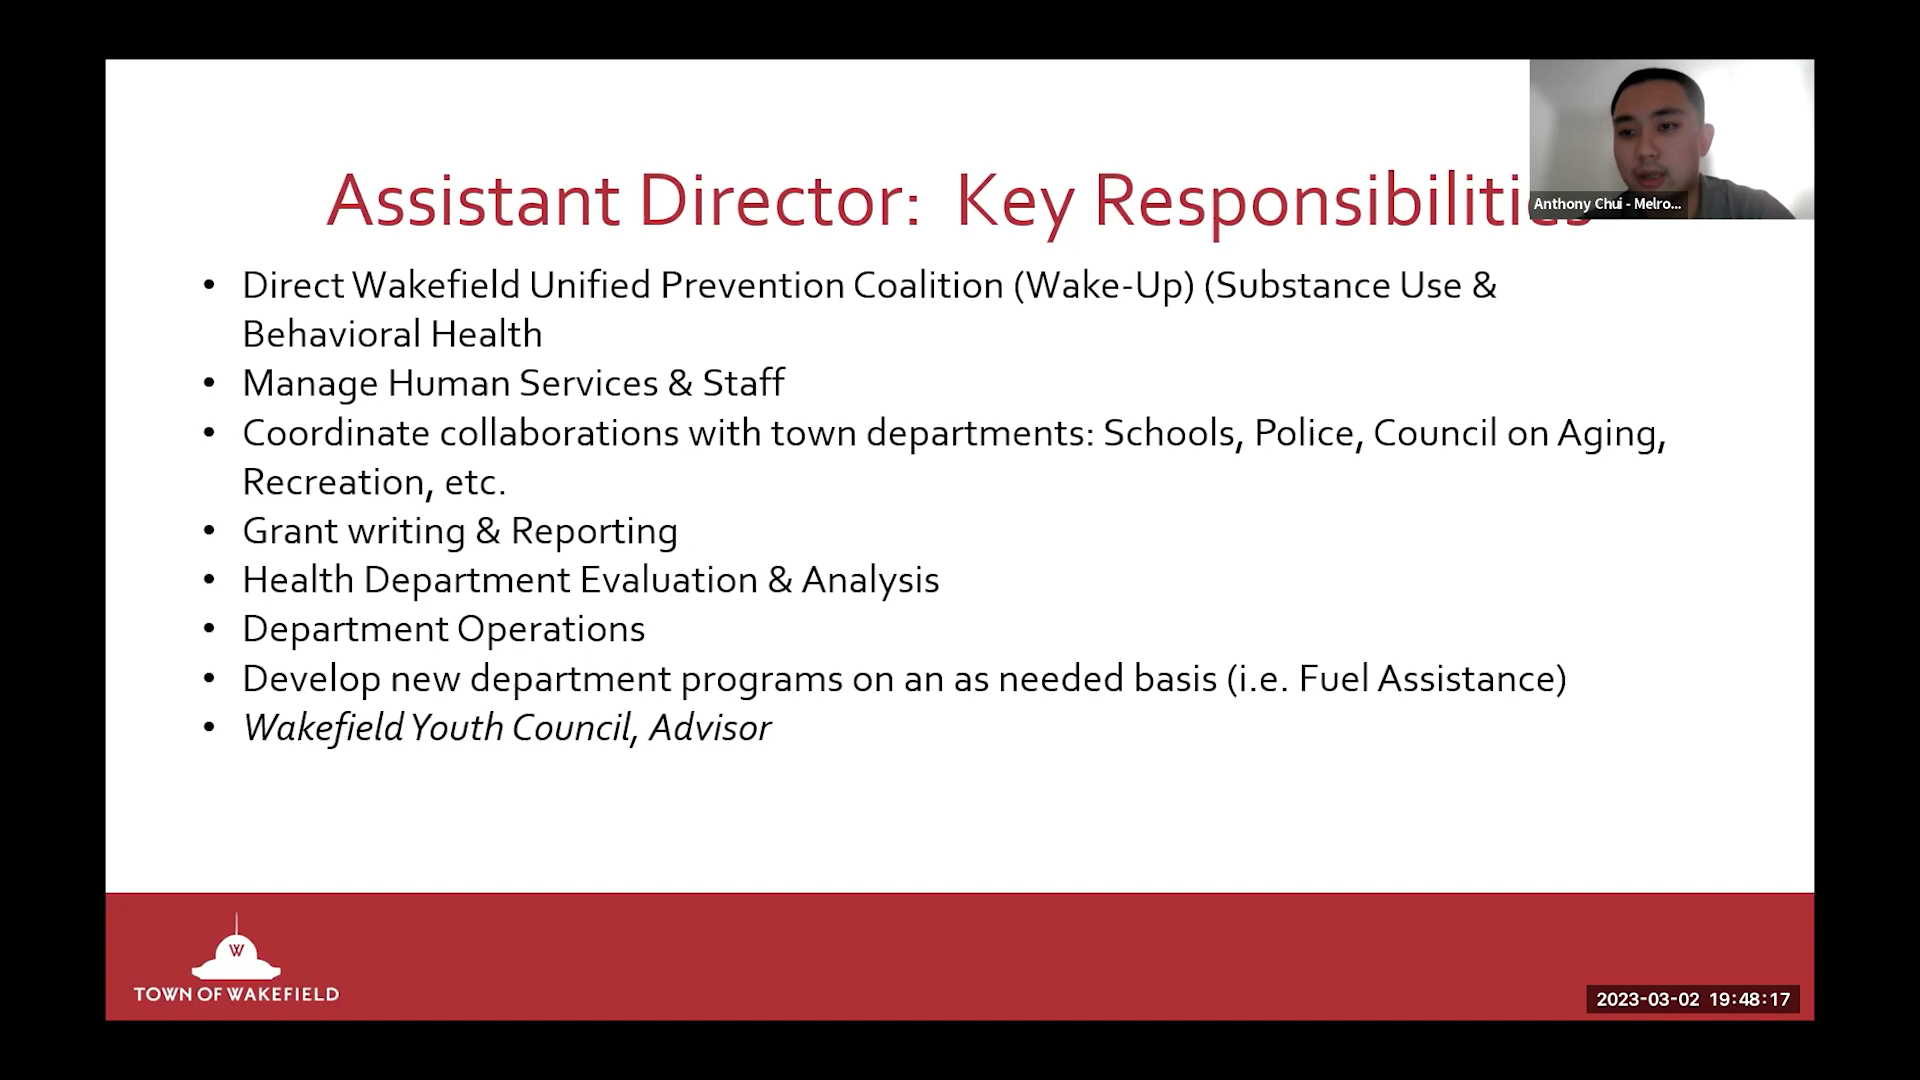 Assistant Director: Key Responsibilities
Anthony Chui - Melro...
• Direct Wakefield Unified Prevention Coalition (Wake-Up) (Substance Use &
Behavioral Health
• Manage Human Services & Staff
• Coordinate collaborations with town departments: Schools, Police, Council on Aging,
Recreation, etc.
• Grant writing & Reporting
• Health Department Evaluation & Analysis
• Department Operations
• Develop new department programs on an as needed basis (i.e. Fuel Assistance)
• Wakefield Youth Council, Advisor
W
TOWN OF WAKEFIELD
2023-03-02 19:48:17